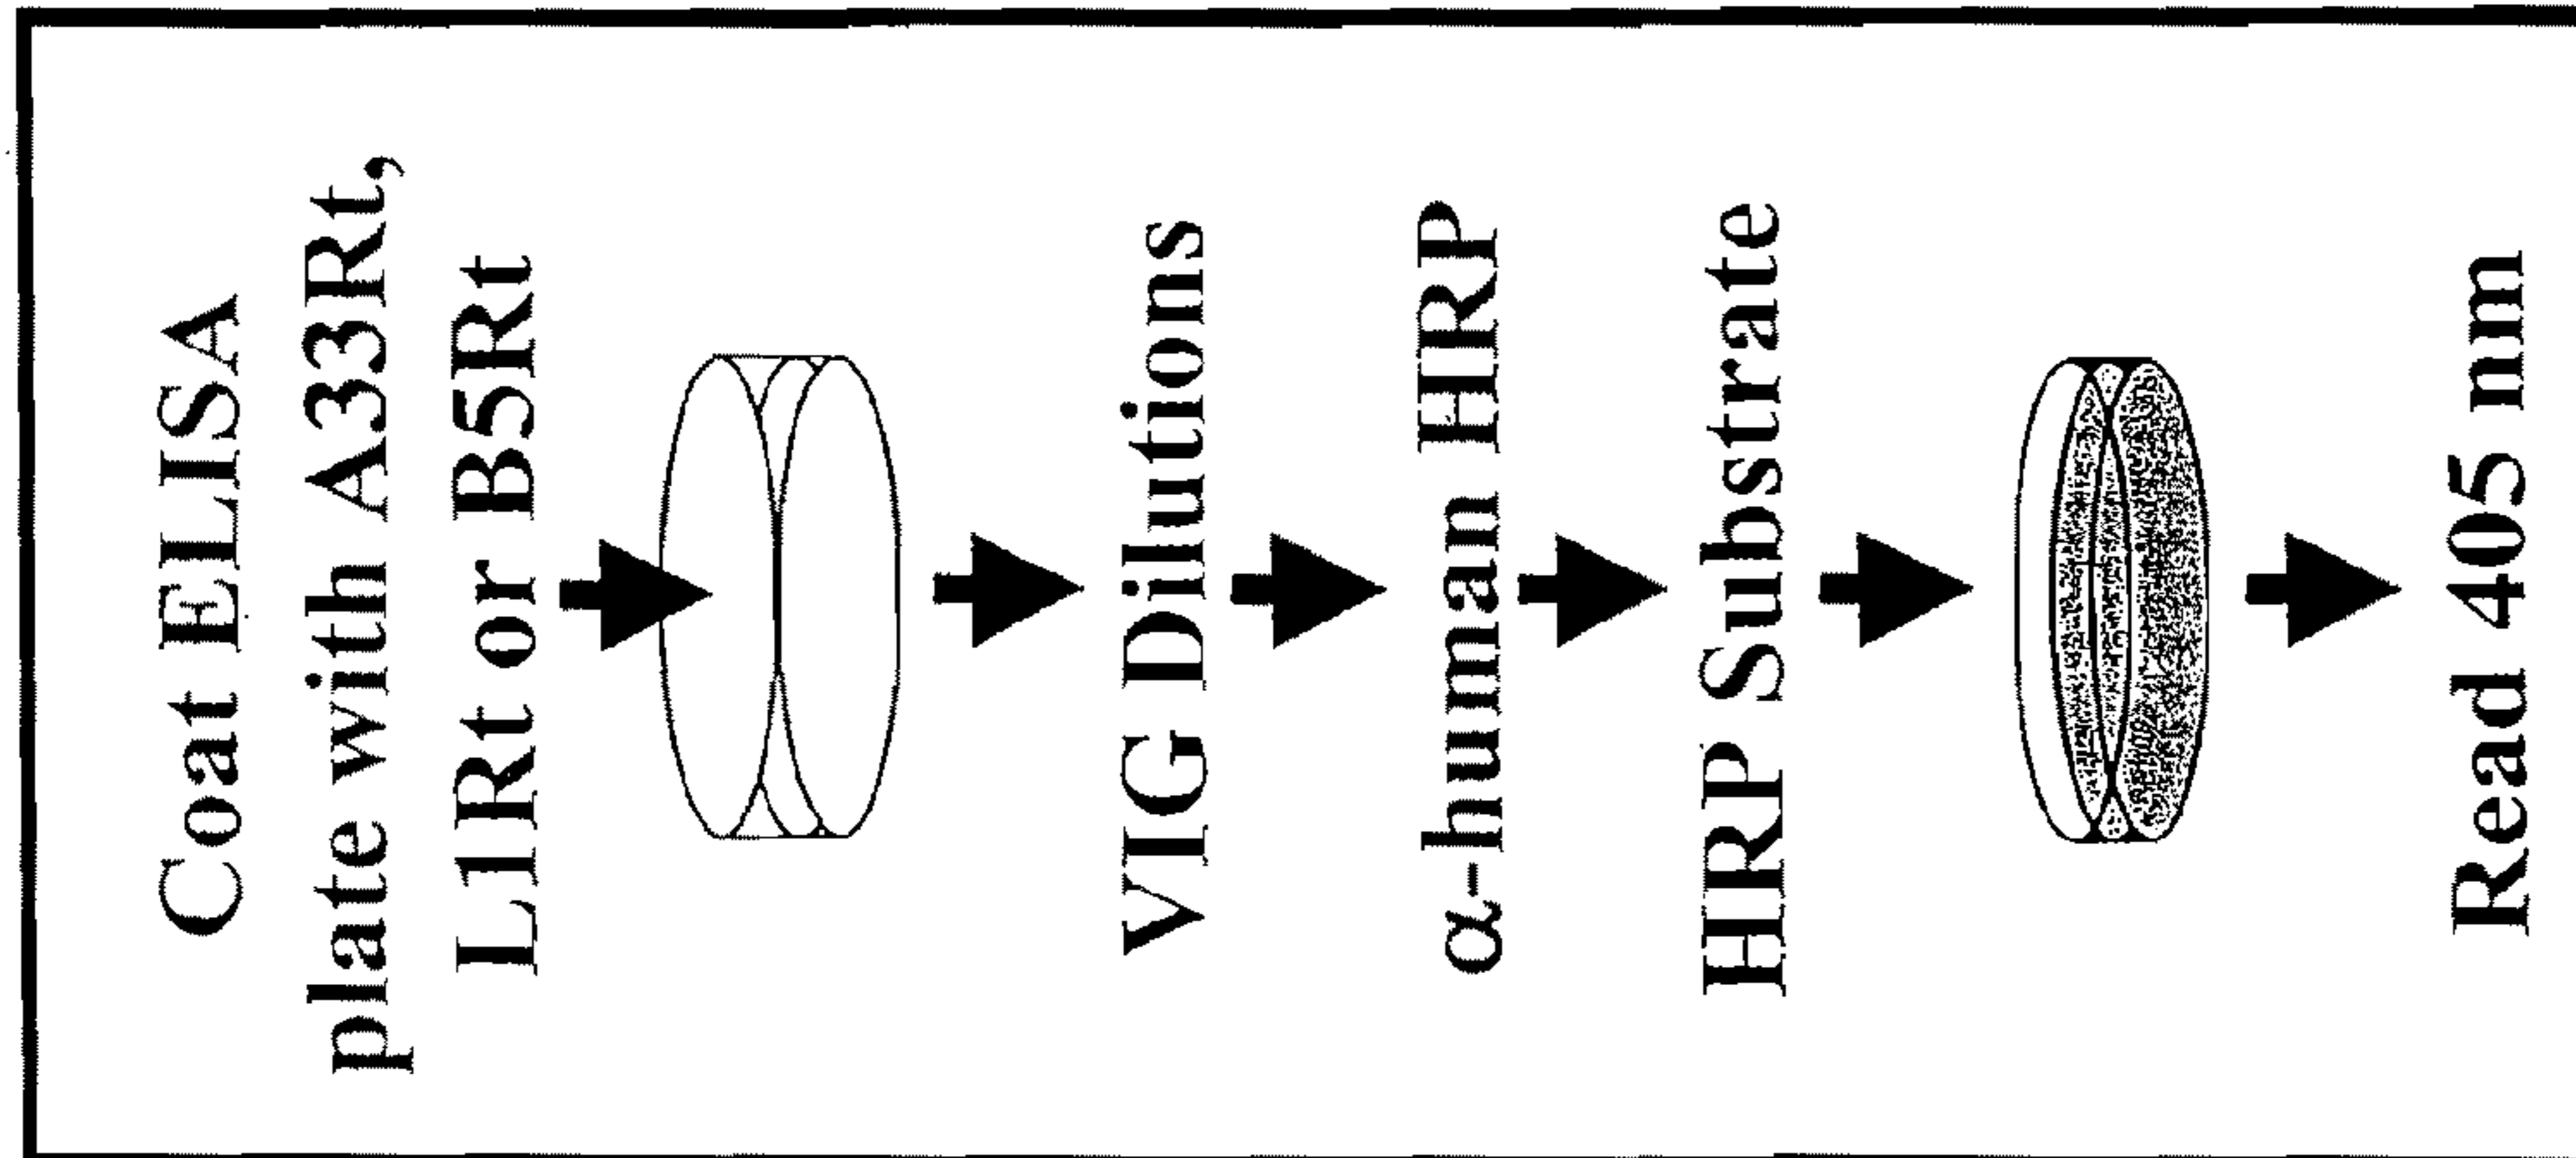 Coat ELISA
plate with A33Rt,
L1Rt or B5Rt
VIG Dilutions
α-human HRP
HRP Substrate
Read 405 nm